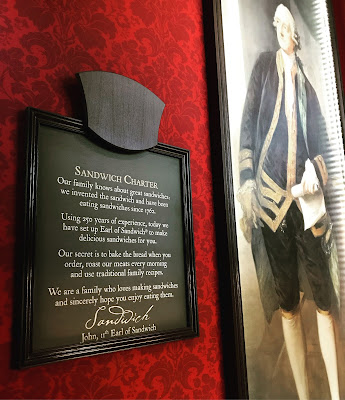 SANDWICH CHARTER
Our family knows about great sandwiches:
we invented the sandwich and have been
eating sandwiches since 1762.
Using 250 years of experience, today we
have set up Earl of Sandwich® to make
delicious sandwiches for you.
Our secret is to bake the bread when you
order, roast our meats every morning
and use traditional family recipes.
We are a family who loves making sandwiches
and sincerely hope you enjoy eating them.
Sandwich
John, 11th Earl of Sandwich